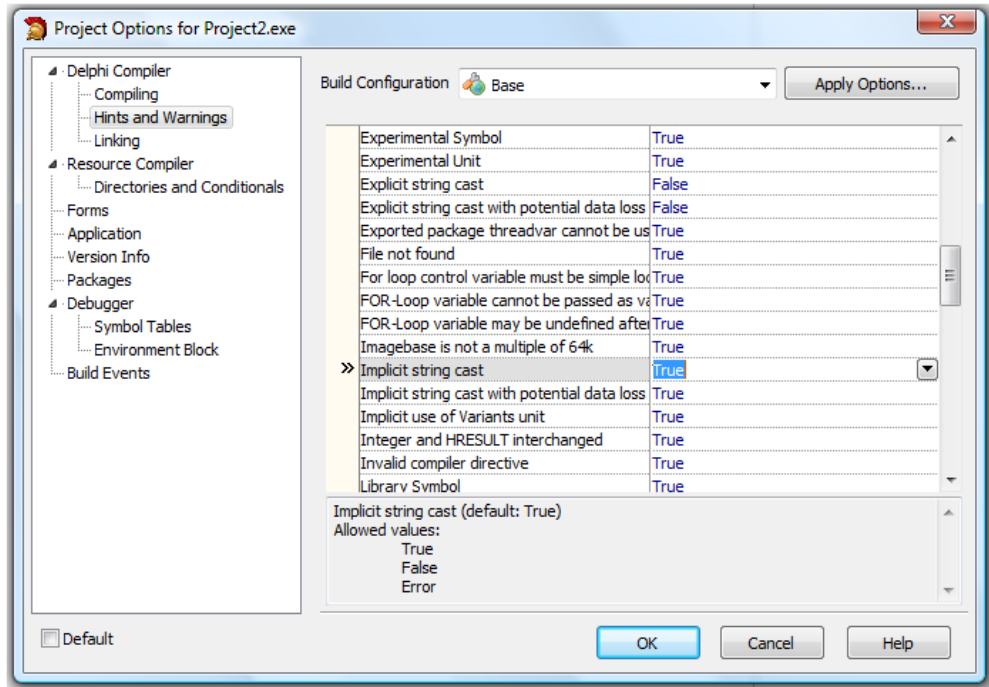 Project Options for Project2.exe
Delphi Compiler
Compiling
Hints and Warnings
Linking
Resource Compiler
Directories and Conditionals
Forms
Application
Version Info
Packages
Debugger
Symbol Tables
Environment Block
Build Events
Build Configuration Base Apply Options...
Experimental Symbol True
Experimental Unit True
Explicit string cast False
Explicit string cast with potential data loss False
Exported package threadvar cannot be us True
File not found True
For loop control variable must be simple loc True
FOR-Loop variable cannot be passed as va True
FOR-Loop variable may be undefined after True
Imagebase is not a multiple of 64k True
» Implicit string cast True
Implicit string cast with potential data loss True
Implicit use of Variants unit True
Integer and HRESULT interchanged True
Invalid compiler directive True
Library Symbol True
Implicit string cast (default: True)
Allowed values:
True
False
Error
Default
OK Cancel Help